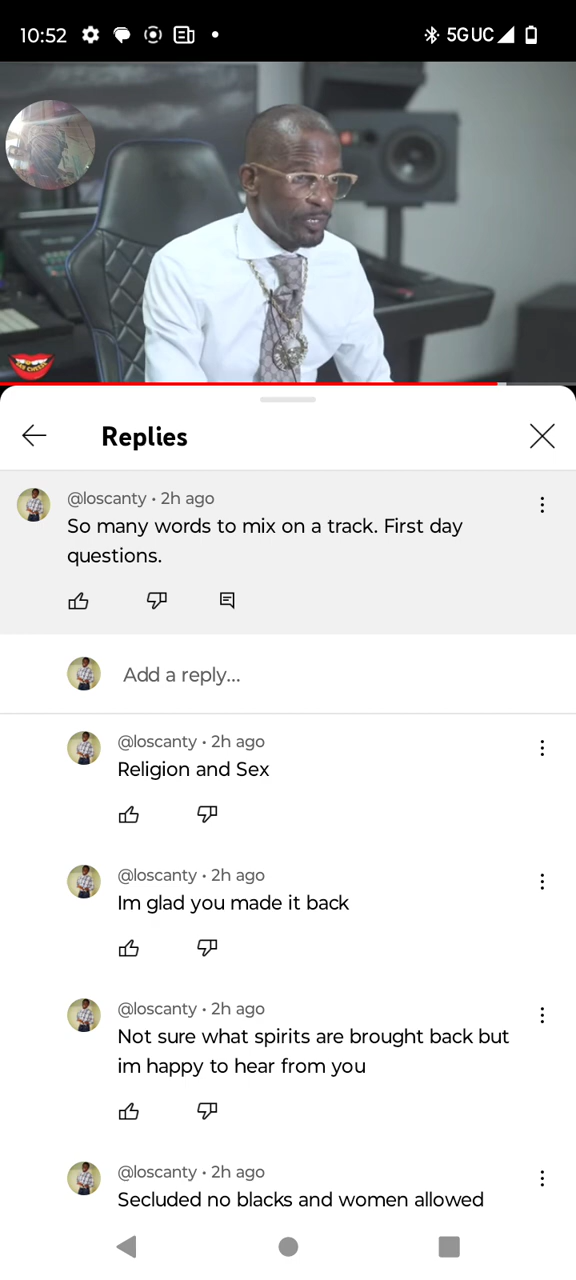 10:52
5G UC
SAY CHEESE
Replies
@loscanty • 2h ago
So many words to mix on a track. First day
questions.
Add a reply...
@loscanty • 2h ago
Religion and Sex
@loscanty • 2h ago
Im glad you made it back
@loscanty • 2h ago
Not sure what spirits are brought back but
im happy to hear from you
@loscanty • 2h ago
Secluded no blacks and women allowed